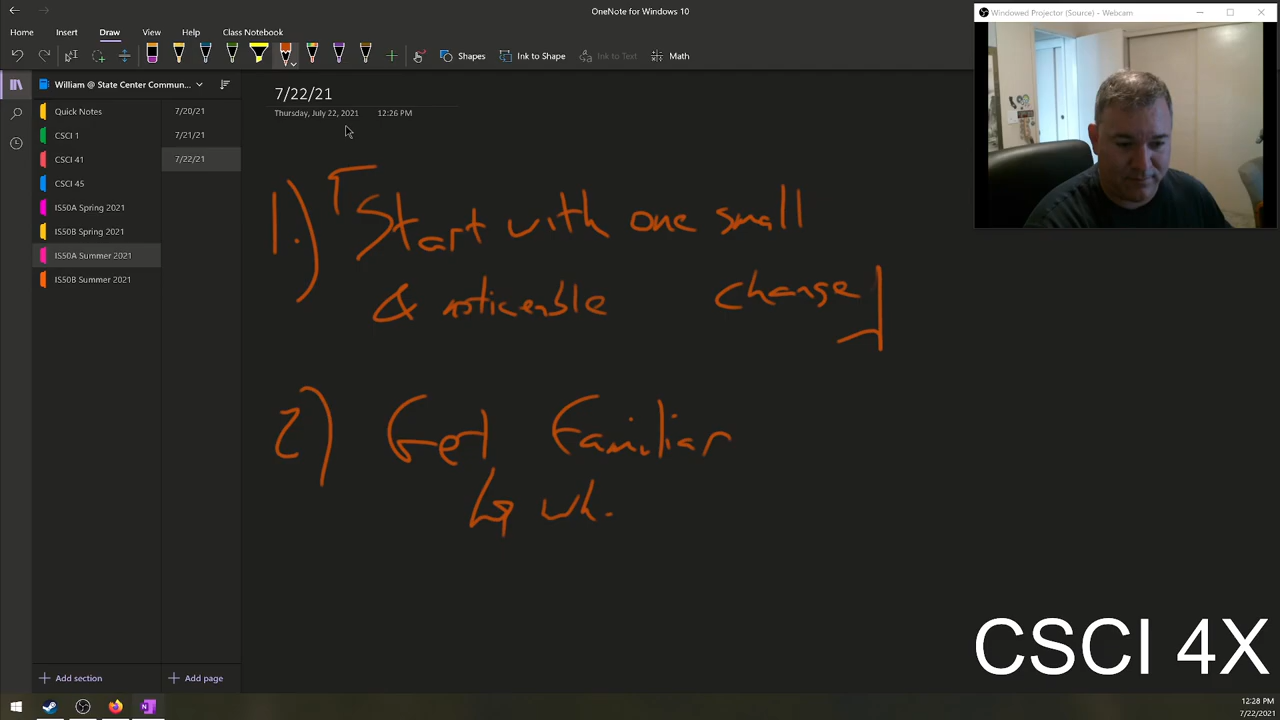 OneNote for Windows 10
Windowed Projector (Source) - Webcam
Home Insert Draw View Help Class Notebook
Shapes Ink to Shape Ink to Text Math
William @ State Center Commun...
Quick Notes
CSCI 1
CSCI 41
CSCI 45
IS50A Spring 2021
IS50B Spring 2021
IS50A Summer 2021
IS50B Summer 2021
7/20/21
7/21/21
7/22/21
7/22/21
Thursday, July 22, 2021 12:26 PM
1.) Start with one small
& noticeable change
2) Get Familiar
wh.
CSCI 4X
+ Add section + Add page
12:28 PM
7/22/2021